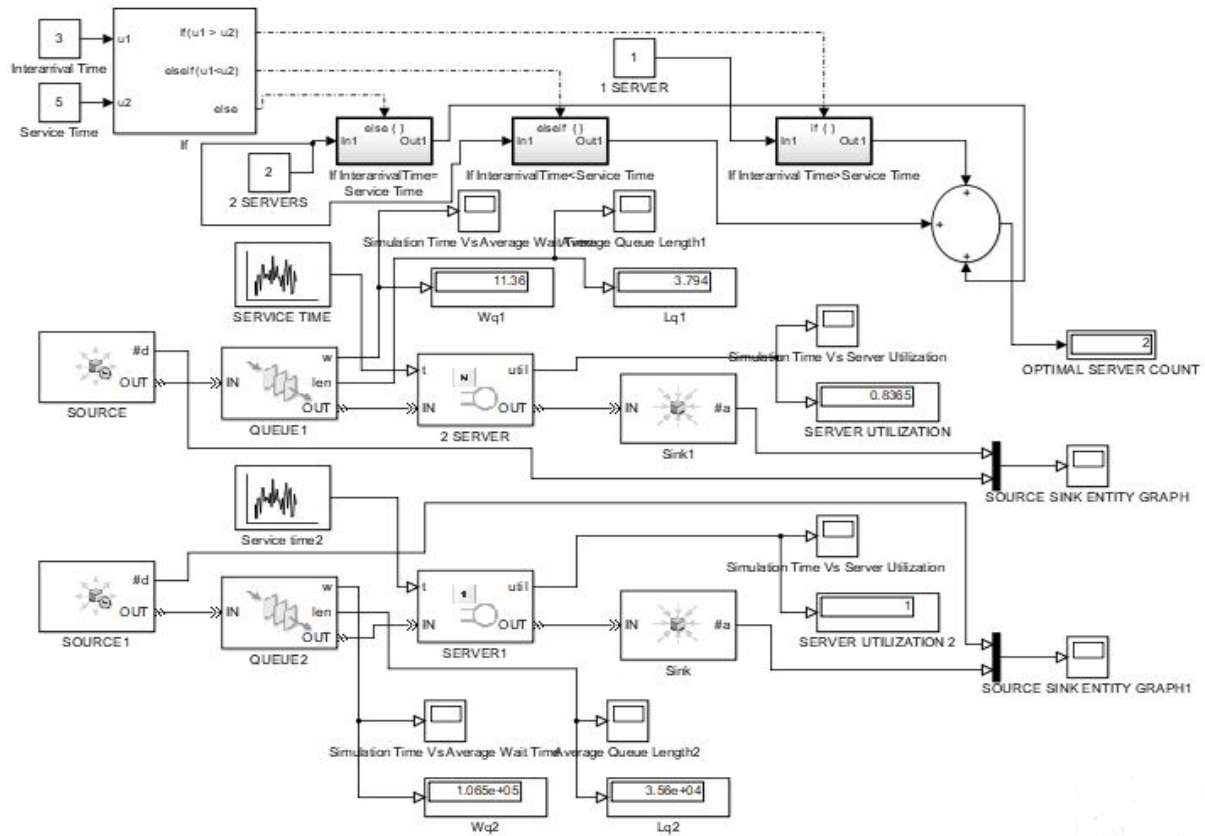 3
Interarrival Time
5
Service Time
u1
u2
if(u1 > u2)
elseif(u1<u2)
else
If
1
1 SERVER
else { }
In1
Out1
If InterarrivalTime=
Service Time
elseif { }
In1
Out1
If InterarrivalTime<Service Time
if { }
In1
Out1
If Interarrival Time>Service Time
2
2 SERVERS
+
+
+
Simulation Time Vs Average Wait Time
Average Queue Length1
SERVICE TIME
11.36
Wq1
3.794
Lq1
Simulation Time Vs Server Utilization
2
OPTIMAL SERVER COUNT
#d
OUT
SOURCE
IN
w
len
OUT
QUEUE1
t
IN
N
util
OUT
2 SERVER
IN
#a
Sink1
0.8365
SERVER UTILIZATION
SOURCE SINK ENTITY GRAPH
Service time2
#d
OUT
SOURCE1
IN
w
len
OUT
QUEUE2
t
IN
1
util
OUT
SERVER1
IN
#a
Sink
Simulation Time Vs Server Utilization
1
SERVER UTILIZATION 2
SOURCE SINK ENTITY GRAPH1
Simulation Time Vs Average Wait Time
Average Queue Length2
1.065e+05
Wq2
3.56e+04
Lq2